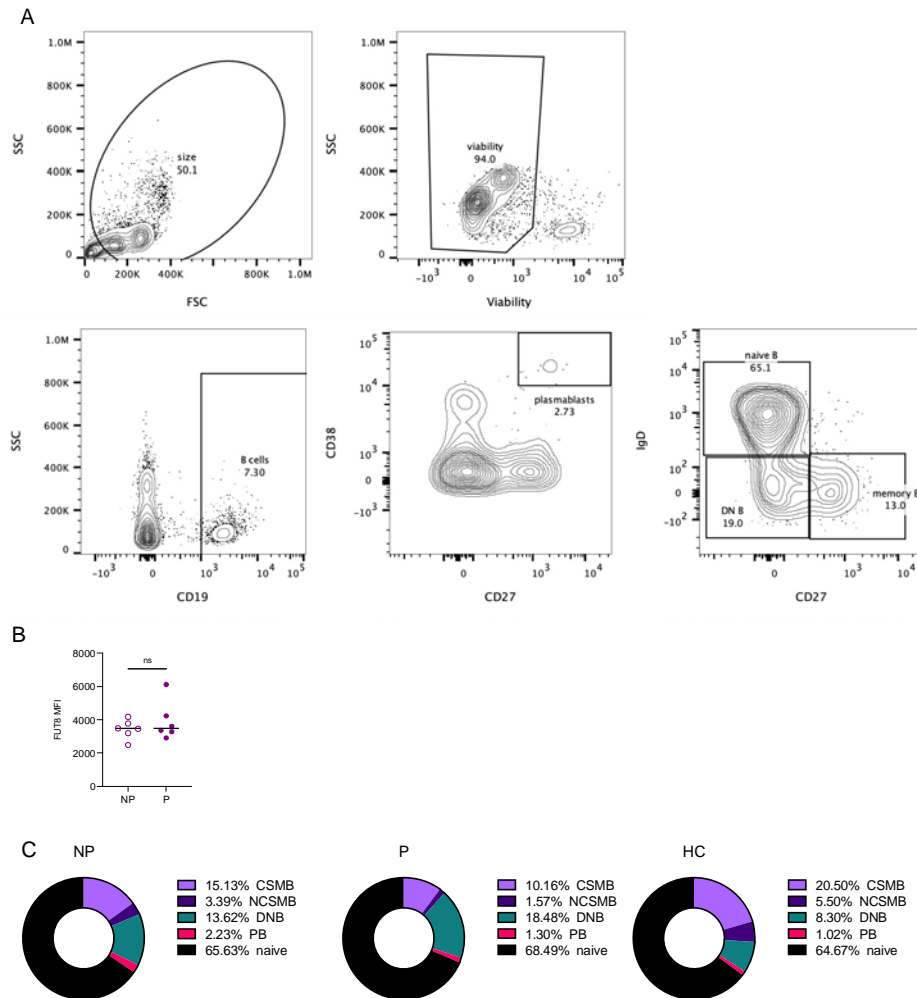 A
1.0M
800K
600K
400K
200K
0
SSC
size
50.1
0 200K 400K 600K 800K 1.0M
FSC
1.0M
800K
600K
400K
200K
0
SSC
viability
94.0
-10³ 10³ 10⁴ 10⁵
Viability
1.0M
800K
600K
400K
200K
0
SSC
B cells
7.30
-10³ 0 10³ 10⁴ 10⁵
CD19
10⁵
10⁴
10³
0
-10³
CD38
plasmablasts
2.73
0 10³ 10⁴
CD27
10⁵
10⁴
10³
10²
0
-10²
IgD
naive B
65.1
DN B
19.0
memory B
13.0
0 10³ 10⁴
CD27
B
8000
6000
4000
2000
0
FUT8 MFI
ns
NP P
C
NP
15.13% CSMB
3.39% NCSMB
13.62% DNB
2.23% PB
65.63% naive
P
10.16% CSMB
1.57% NCSMB
18.48% DNB
1.30% PB
68.49% naive
HC
20.50% CSMB
5.50% NCSMB
8.30% DNB
1.02% PB
64.67% naive